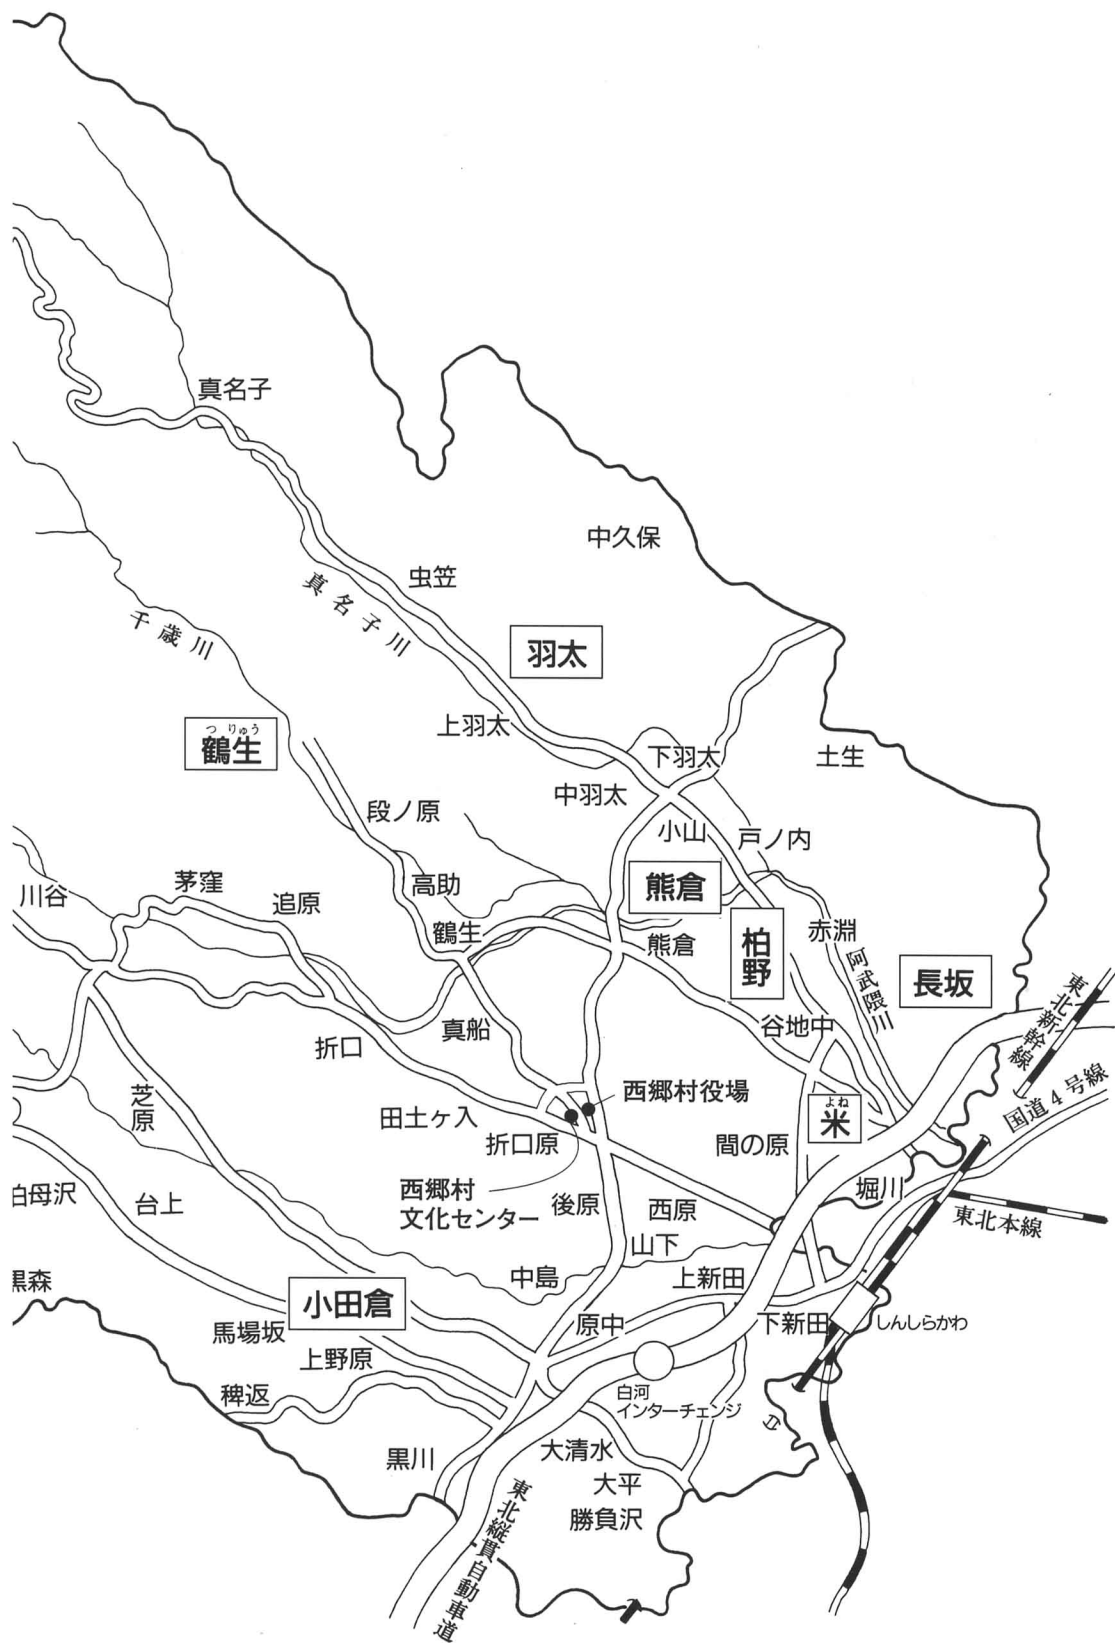 真名子
中久保
虫笠
真名子川
千歳川
羽太
上羽太
つりゅう
鶴生
下羽太
土生
中羽太
段ノ原
小山
戸ノ内
熊倉
川谷
茅窪
追原
高助
鶴生
熊倉
柏野
赤淵
阿武隈川
長坂
東北新幹線
真船
谷地中
折口
西郷村役場
国道4号線
芝原
田土ヶ入
折口原
よね
米
間の原
西郷村
文化センター
後原
西原
堀川
東北本線
伯母沢
台上
山下
中島
上新田
黒森
小田倉
馬場坂
原中
下新田
しんしらかわ
上野原
稗返
白河
インターチェンジ
黒川
大清水
大平
勝負沢
東北縦貫自動車道